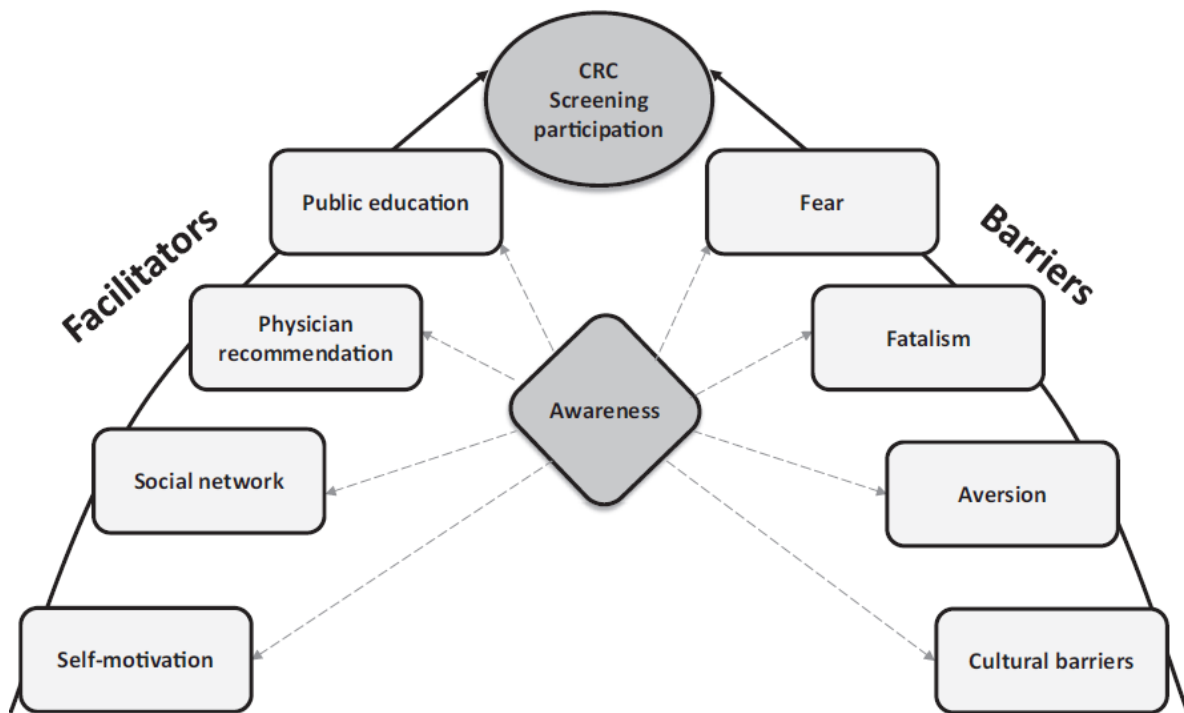 CRC
Screening
participation
Facilitators
Barriers
Public education
Fear
Physician
recommendation
Fatalism
Awareness
Social network
Aversion
Self-motivation
Cultural barriers